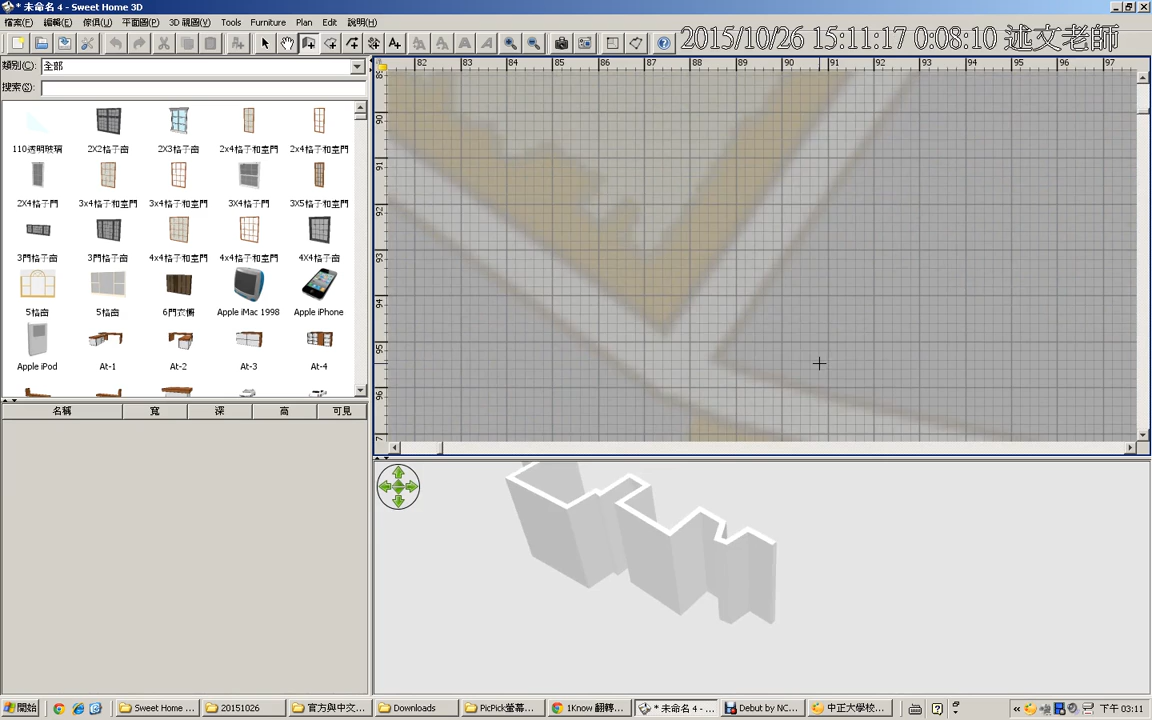 * 未命名 4 - Sweet Home 3D
檔案(F) 編輯(E) 傢俱(U) 平面圖(P) 3D 視圖(V) Tools Furniture Plan Edit 說明(H)
2015/10/26 15:11:17 0:08:10 述文老師
類別(C): 全部
搜索(S):
110透明玻璃 2X2格子窗 2X3格子窗 2x4格子和室門 2x4格子和室門
2X4格子門 3x4格子和室門 3x4格子和室門 3X4格子門 3X5格子和室門
3門格子窗 3門格子窗 4x4格子和室門 4x4格子和室門 4X4格子窗
5格窗 5格窗 6門衣櫥 Apple iMac 1998 Apple iPhone
Apple iPod At-1 At-2 At-3 At-4
名稱 寬 深 高 可見
82 83 84 85 86 87 88 89 90 91 92 93 94 95 96 97
90
91
92
93
94
95
96
開始 Sweet Home ... 20151026 官方與中文... Downloads PicPick螢幕... 1Know 翻轉... * 未命名 4 - ... Debut by NC... 中正大學校... 下午 03:11